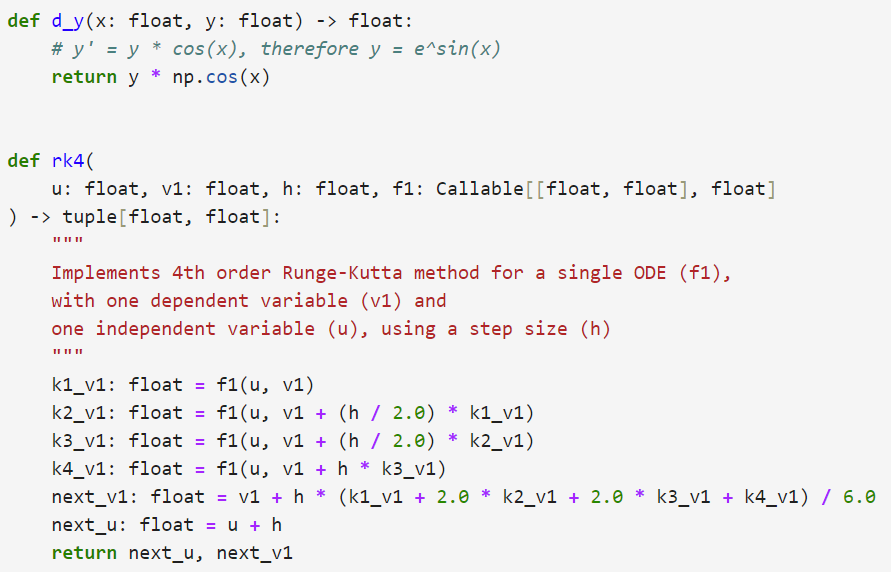 def d_y(x: float, y: float) -> float:
    # y' = y * cos(x), therefore y = e^sin(x)
    return y * np.cos(x)


def rk4(
    u: float, v1: float, h: float, f1: Callable[[float, float], float]
) -> tuple[float, float]:
    """
    Implements 4th order Runge-Kutta method for a single ODE (f1),
    with one dependent variable (v1) and
    one independent variable (u), using a step size (h)
    """
    k1_v1: float = f1(u, v1)
    k2_v1: float = f1(u, v1 + (h / 2.0) * k1_v1)
    k3_v1: float = f1(u, v1 + (h / 2.0) * k2_v1)
    k4_v1: float = f1(u, v1 + h * k3_v1)
    next_v1: float = v1 + h * (k1_v1 + 2.0 * k2_v1 + 2.0 * k3_v1 + k4_v1) / 6.0
    next_u: float = u + h
    return next_u, next_v1